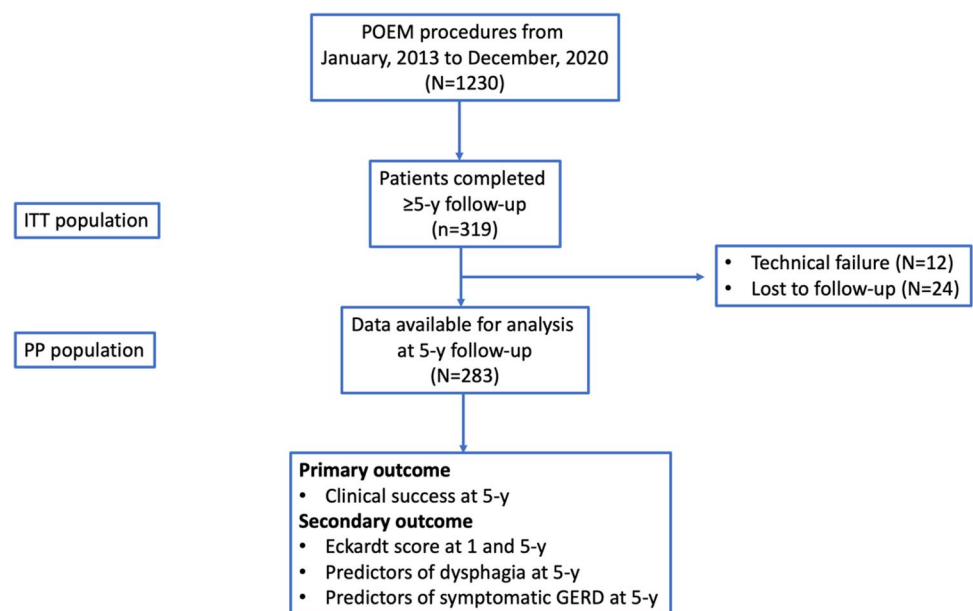 POEM procedures from
January, 2013 to December, 2020
(N=1230)
Patients completed
≥5-y follow-up
(n=319)
ITT population
• Technical failure (N=12)
• Lost to follow-up (N=24)
Data available for analysis
at 5-y follow-up
(N=283)
PP population
Primary outcome
• Clinical success at 5-y
Secondary outcome
• Eckardt score at 1 and 5-y
• Predictors of dysphagia at 5-y
• Predictors of symptomatic GERD at 5-y